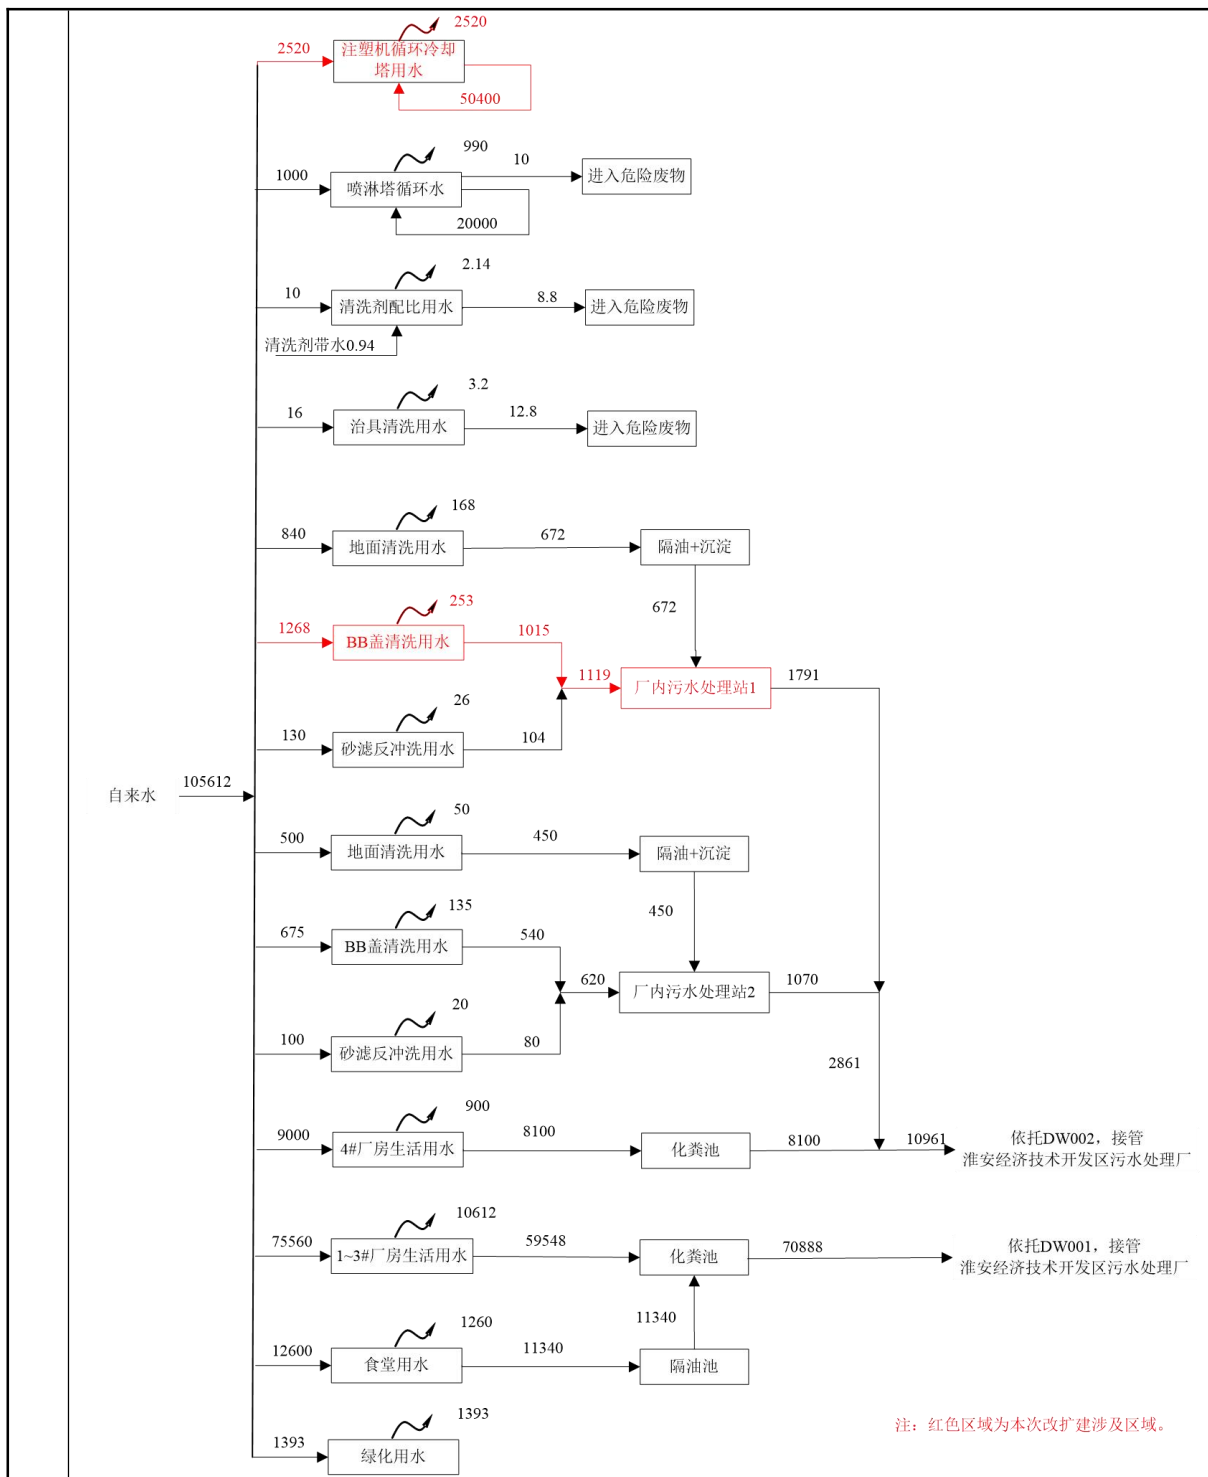 2520
2520
注塑机循环冷却
塔用水
50400
990
10
1000
喷淋塔循环水
进入危险废物
20000
2.14
10
清洗剂配比用水
8.8
进入危险废物
清洗剂带水0.94
3.2
16
治具清洗用水
12.8
进入危险废物
168
840
地面清洗用水
672
隔油+沉淀
672
253
1268
BB盖清洗用水
1015
1119
厂内污水处理站1
1791
26
130
砂滤反冲洗用水
104
自来水
105612
50
500
地面清洗用水
450
隔油+沉淀
450
135
675
BB盖清洗用水
540
620
厂内污水处理站2
1070
20
100
砂滤反冲洗用水
80
2861
900
9000
4#厂房生活用水
8100
化粪池
8100
10961
依托DW002，接管
淮安经济技术开发区污水处理厂
10612
75560
1~3#厂房生活用水
59548
化粪池
70888
依托DW001，接管
淮安经济技术开发区污水处理厂
11340
1260
12600
食堂用水
11340
隔油池
1393
1393
绿化用水
注：红色区域为本次改扩建涉及区域。